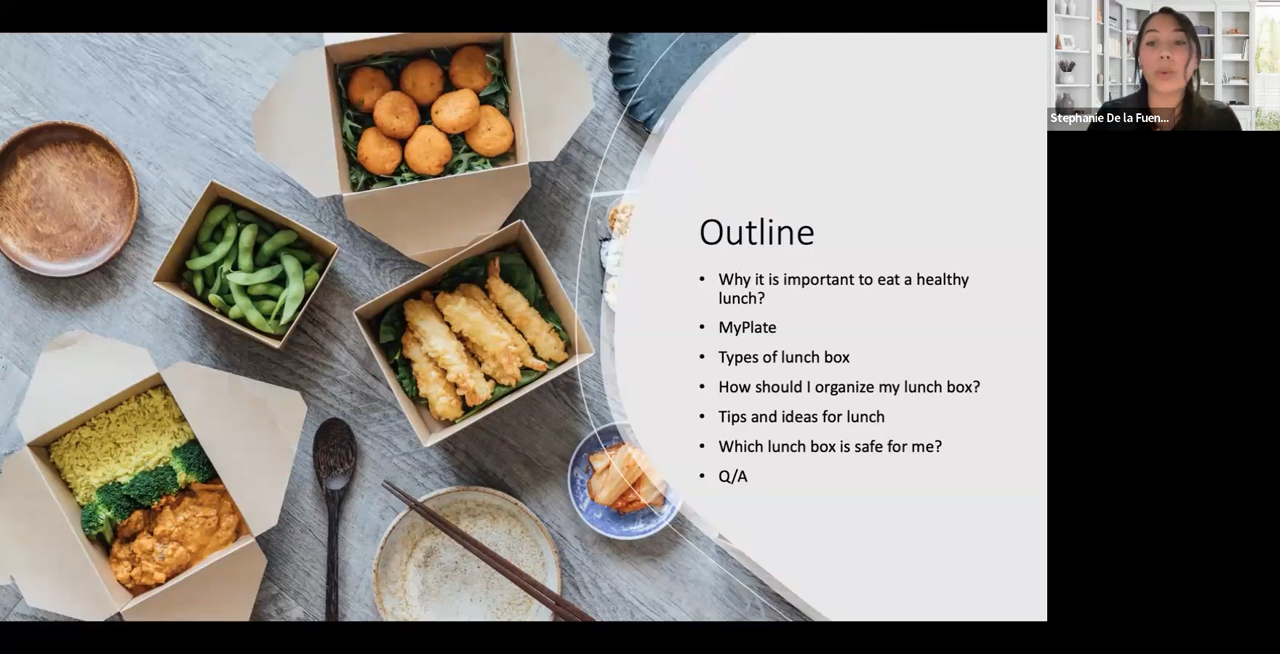 Stephanie De la Fuen...
Outline
• Why it is important to eat a healthy
lunch?
• MyPlate
• Types of lunch box
• How should I organize my lunch box?
• Tips and ideas for lunch
• Which lunch box is safe for me?
• Q/A